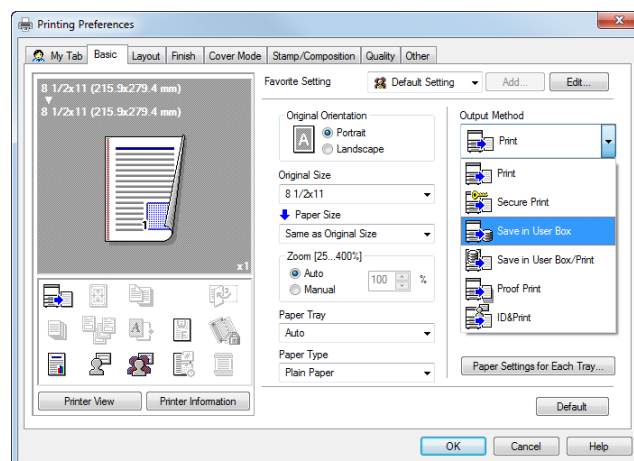 Printing Preferences
My Tab Basic Layout Finish Cover Mode Stamp/Composition Quality Other
8 1/2x11 (215.9x279.4 mm)
8 1/2x11 (215.9x279.4 mm)
1
x1
Printer View Printer Information
Favorite Setting Default Setting Add... Edit...
Original Orientation
A Portrait
Landscape
Original Size
8 1/2x11
Paper Size
Same as Original Size
Zoom [25...400%]
Auto
Manual
100 %
Paper Tray
Auto
Paper Type
Plain Paper
Output Method
Print
Print
Secure Print
Save in User Box
Save in User Box/Print
Proof Print
ID&Print
Paper Settings for Each Tray...
Default
OK Cancel Help